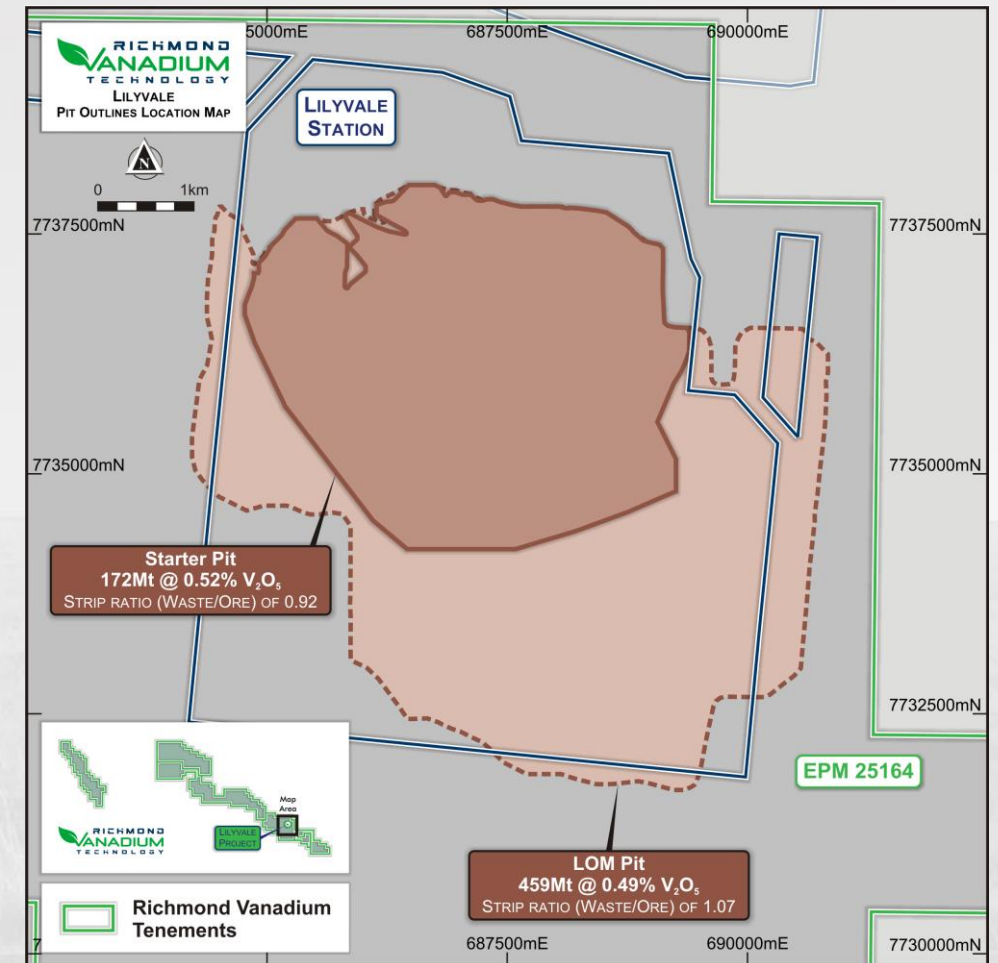 RICHMOND
VANADIUM
TECHNOLOGY
LILYVALE
PIT OUTLINES LOCATION MAP
5000mE
687500mE
690000mE
LILYVALE
STATION
N
0 1km
7737500mN
7737500mN
7735000mN
7735000mN
Starter Pit
172Mt @ 0.52% V₂O₅
STRIP RATIO (WASTE/ORE) OF 0.92
7732500mN
EPM 25164
Map
Area
LILYVALE
PROJECT
RICHMOND
VANADIUM
TECHNOLOGY
LOM Pit
459Mt @ 0.49% V₂O₅
STRIP RATIO (WASTE/ORE) OF 1.07
Richmond Vanadium
Tenements
7
687500mE
690000mE
7730000mN